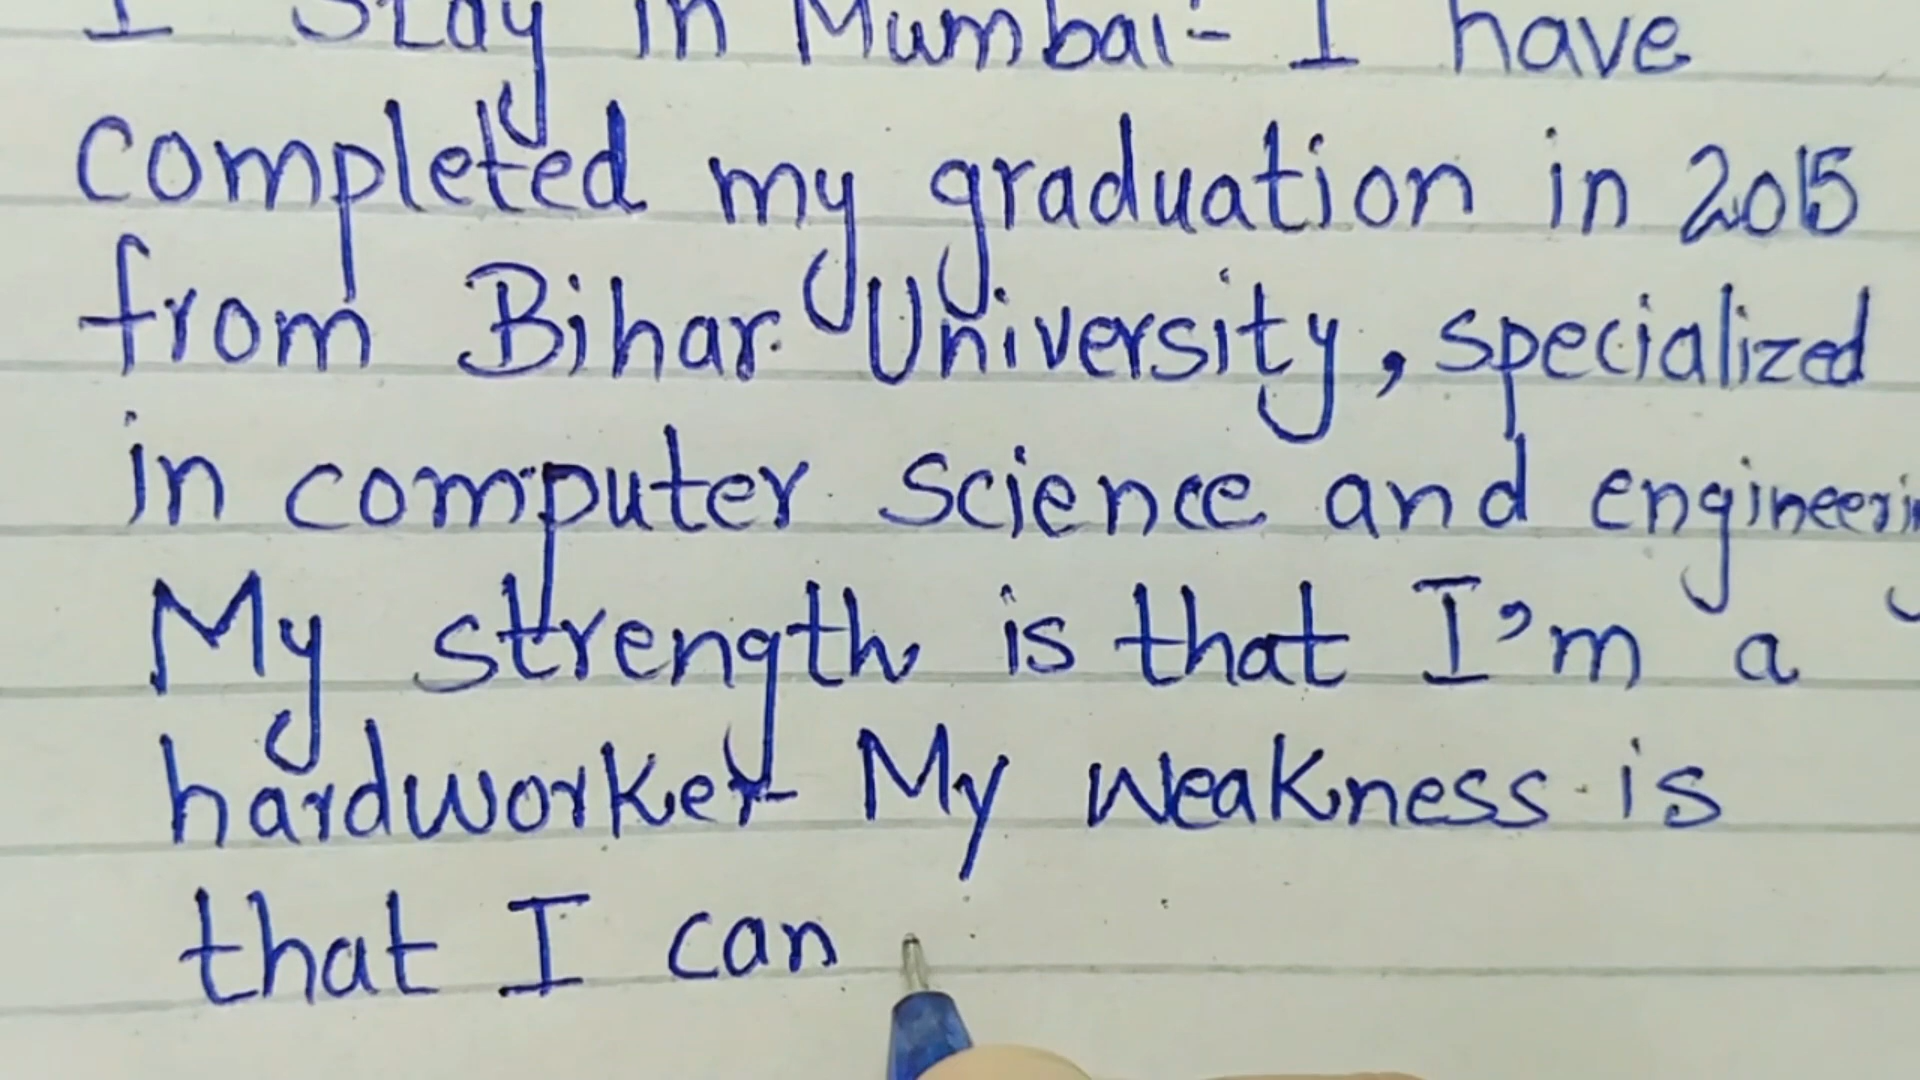 I stay in Mumbai- I have
completed my graduation in 2015
from Bihar University, specialized
in computer science and engineering
My strength is that I'm a
hardworker- My weakness is
that I can